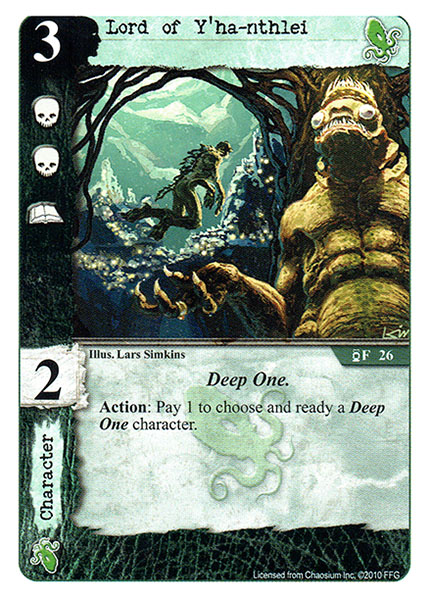 3
Lord of Y'ha-nthlei
Illus. Lars Simkins
F 26
2
Deep One.
Action: Pay 1 to choose and ready a Deep
One character.
Character
Licensed from Chaosium Inc. ©2010 FFG